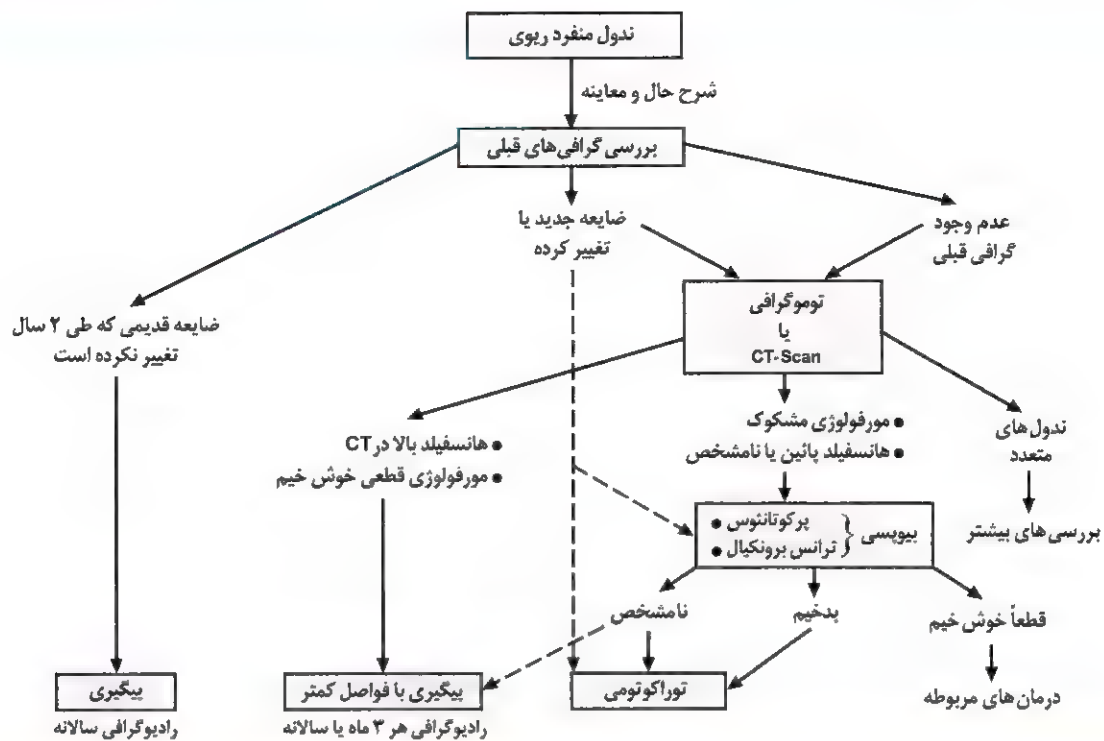 ندول منفرد ریوی
شرح حال و معاینه
بررسی گرافی‌های قبلی
ضایعه جدید یا
تغییر کرده
عدم وجود
گرافی قبلی
ضایعه قدیمی که طی ۲ سال
تغییر نکرده است
توموگرافی
یا
CT-Scan
● هانسفیلد بالا در CT
● مورفولوژی قطعی خوش خیم
● مورفولوژی مشکوک
● هانسفیلد پائین یا نامشخص
ندول‌های
متعدد
بررسی‌های بیشتر
بیوپسی { پرکوتانئوس ●
ترانس برونکیال ●
نامشخص
بدخیم
قطعاً خوش خیم
پیگیری
رادیوگرافی سالانه
پیگیری با فواصل کمتر
رادیوگرافی هر ۳ ماه یا سالانه
توراکوتومی
درمان‌های مربوطه